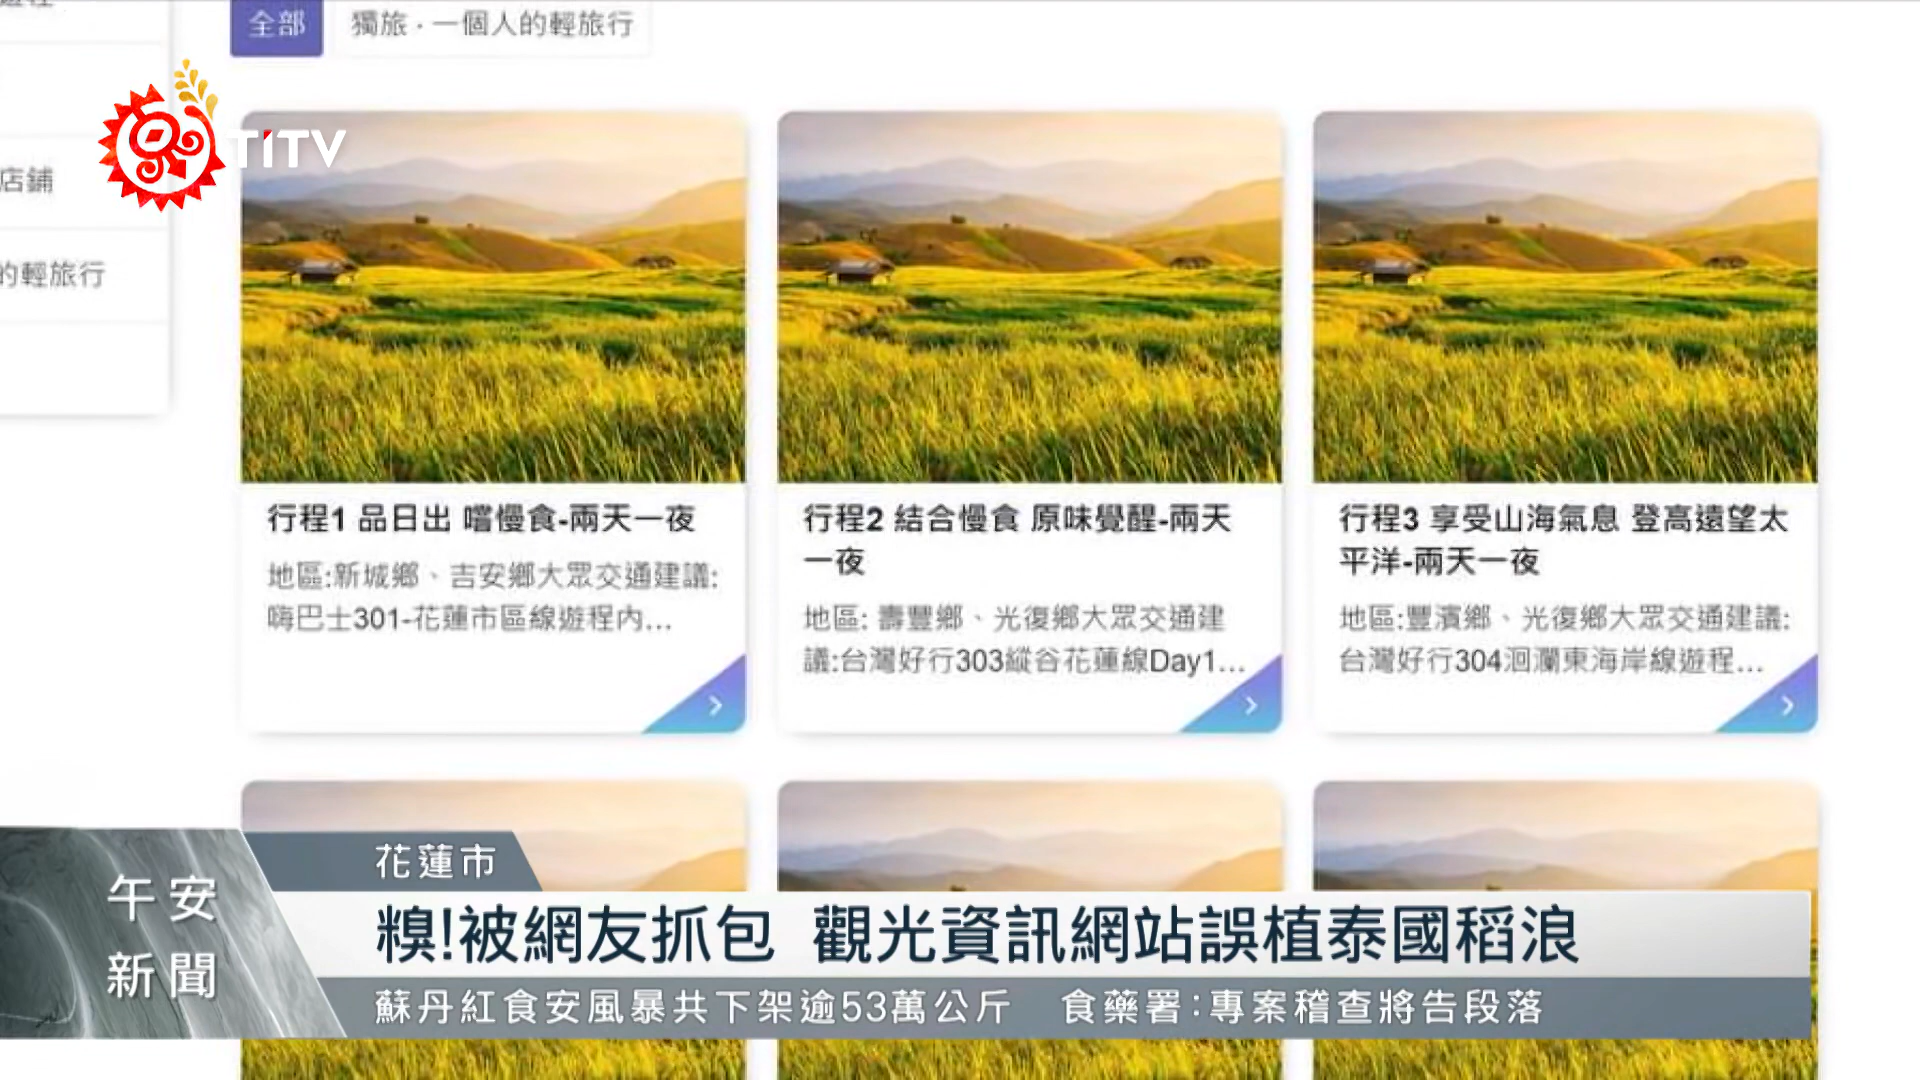 全部
獨旅·一個人的輕旅行
店鋪
的輕旅行
TITV
行程1 品日出 嚐慢食-兩天一夜
地區:新城鄉、吉安鄉大眾交通建議:
嗨巴士301-花蓮市區線遊程內...
行程2 結合慢食 原味覺醒-兩天
一夜
地區: 壽豐鄉、光復鄉大眾交通建
議:台灣好行303縱谷花蓮線Day1...
行程3 享受山海氣息 登高遠望太
平洋-兩天一夜
地區:豐濱鄉、光復鄉大眾交通建議:
台灣好行304洄瀾東海岸線遊程...
午安
新聞
花蓮市
糗!被網友抓包 觀光資訊網站誤植泰國稻浪
蘇丹紅食安風暴共下架逾53萬公斤 食藥署:專案稽查將告段落